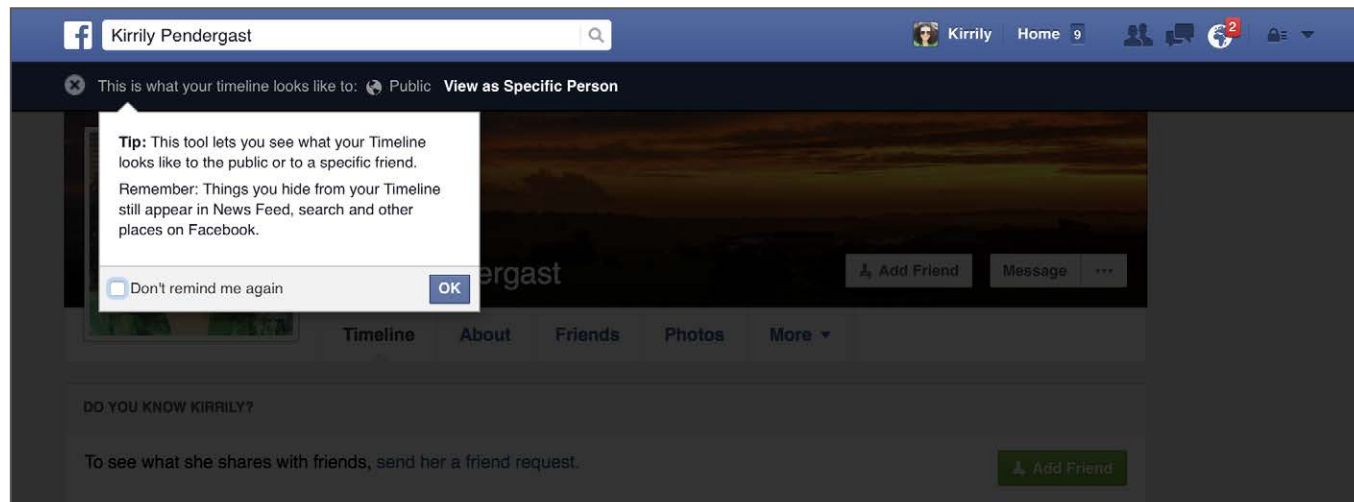 f Kirrily Pendergast Kirrily Home 9 2
This is what your timeline looks like to: Public View as Specific Person
Tip: This tool lets you see what your Timeline
looks like to the public or to a specific friend.
Remember: Things you hide from your Timeline
still appear in News Feed, search and other
places on Facebook.
dergast Add Friend Message ...
Don't remind me again OK
Timeline About Friends Photos More
DO YOU KNOW KIRRILY?
To see what she shares with friends, send her a friend request. Add Friend